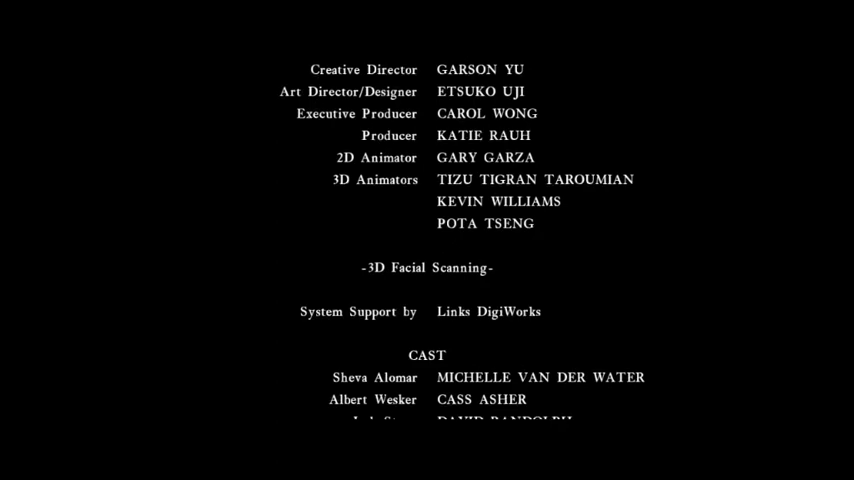 Creative Director GARSON YU
Art Director/Designer ETSUKO UJI
Executive Producer CAROL WONG
Producer KATIE RAUH
2D Animator GARY GARZA
3D Animators TIZU TIGRAN TAROUMIAN
KEVIN WILLIAMS
POTA TSENG
-3D Facial Scanning-
System Support by Links DigiWorks
CAST
Sheva Alomar MICHELLE VAN DER WATER
Albert Wesker CASS ASHER
DAVID RANDOLPH